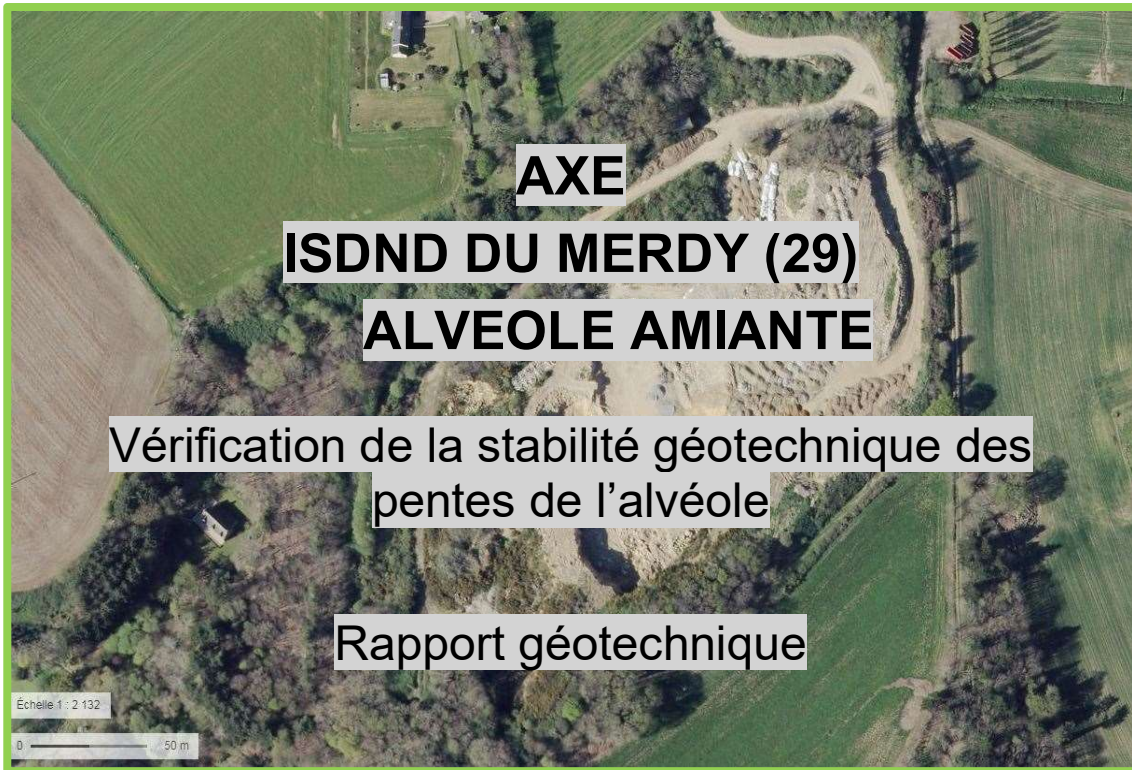 AXE
ISDND DU MERDY (29)
ALVEOLE AMIANTE
Vérification de la stabilité géotechnique des
pentes de l'alvéole
Rapport géotechnique
Échelle 1 : 2 132
0 50 m